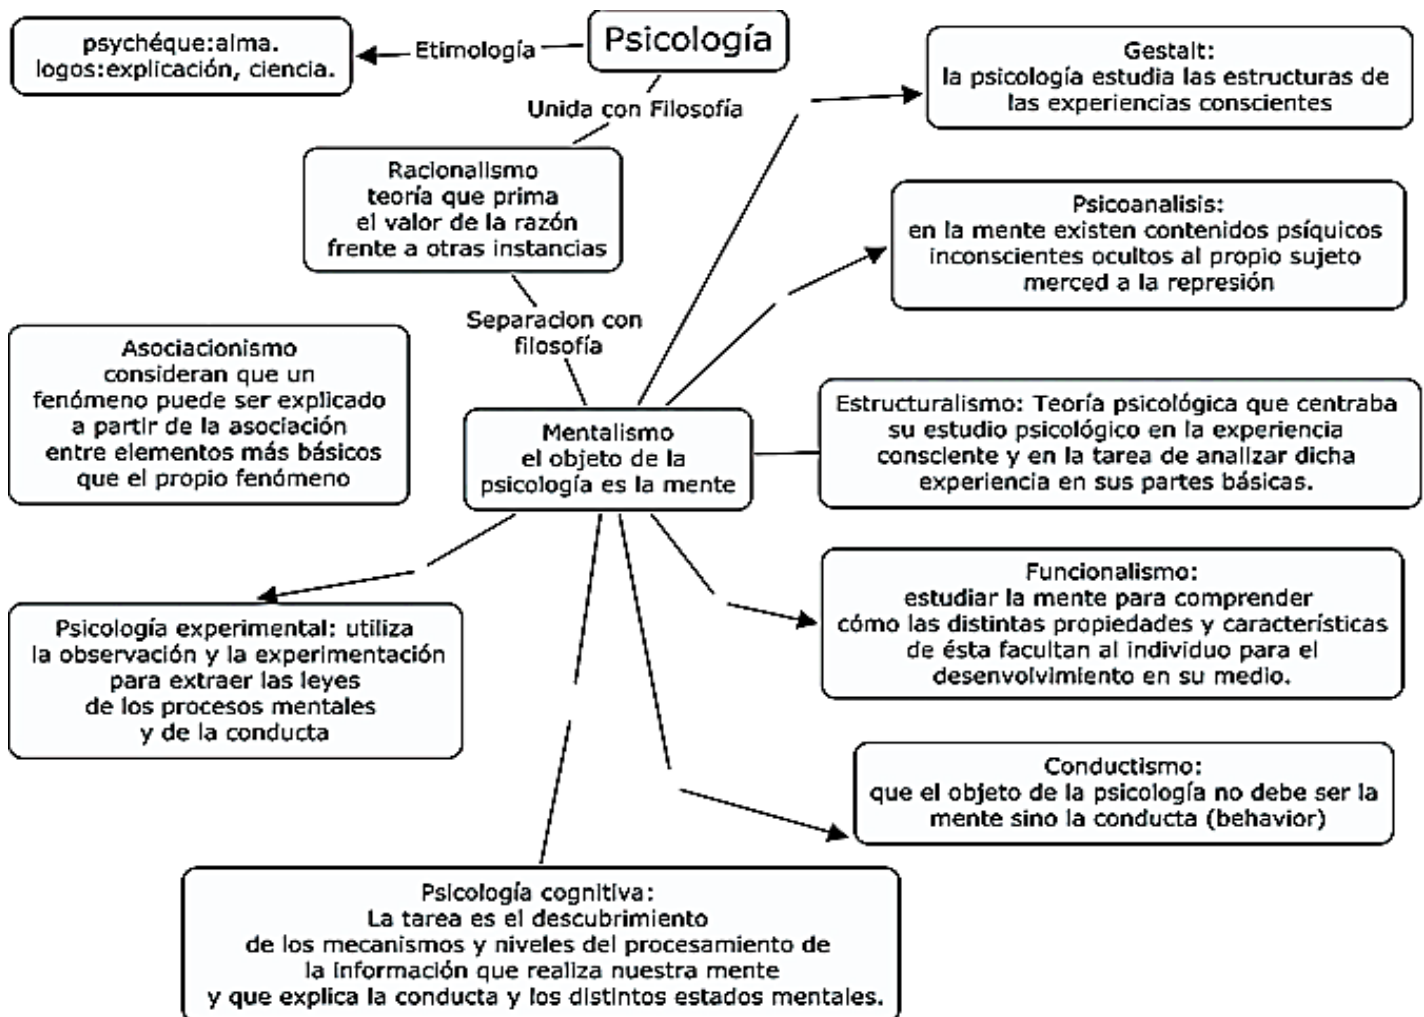 Psicología
Etimología
psychéque:alma.
logos:explicación, ciencia.
Unida con Filosofía
Racionalismo
teoría que prima
el valor de la razón
frente a otras instancias
Separacion con
filosofía
Mentalismo
el objeto de la
psicología es la mente
Asociacionismo
consideran que un
fenómeno puede ser explicado
a partir de la asociación
entre elementos más básicos
que el propio fenómeno
Gestalt:
la psicología estudia las estructuras de
las experiencias conscientes
Psicoanalisis:
en la mente existen contenidos psíquicos
inconscientes ocultos al propio sujeto
merced a la represión
Estructuralismo: Teoría psicológica que centraba
su estudio psicológico en la experiencia
consciente y en la tarea de analizar dicha
experiencia en sus partes básicas.
Funcionalismo:
estudiar la mente para comprender
cómo las distintas propiedades y características
de ésta facultan al individuo para el
desenvolvimiento en su medio.
Conductismo:
que el objeto de la psicología no debe ser la
mente sino la conducta (behavior)
Psicología experimental: utiliza
la observación y la experimentación
para extraer las leyes
de los procesos mentales
y de la conducta
Psicología cognitiva:
La tarea es el descubrimiento
de los mecanismos y niveles del procesamiento de
la información que realiza nuestra mente
y que explica la conducta y los distintos estados mentales.